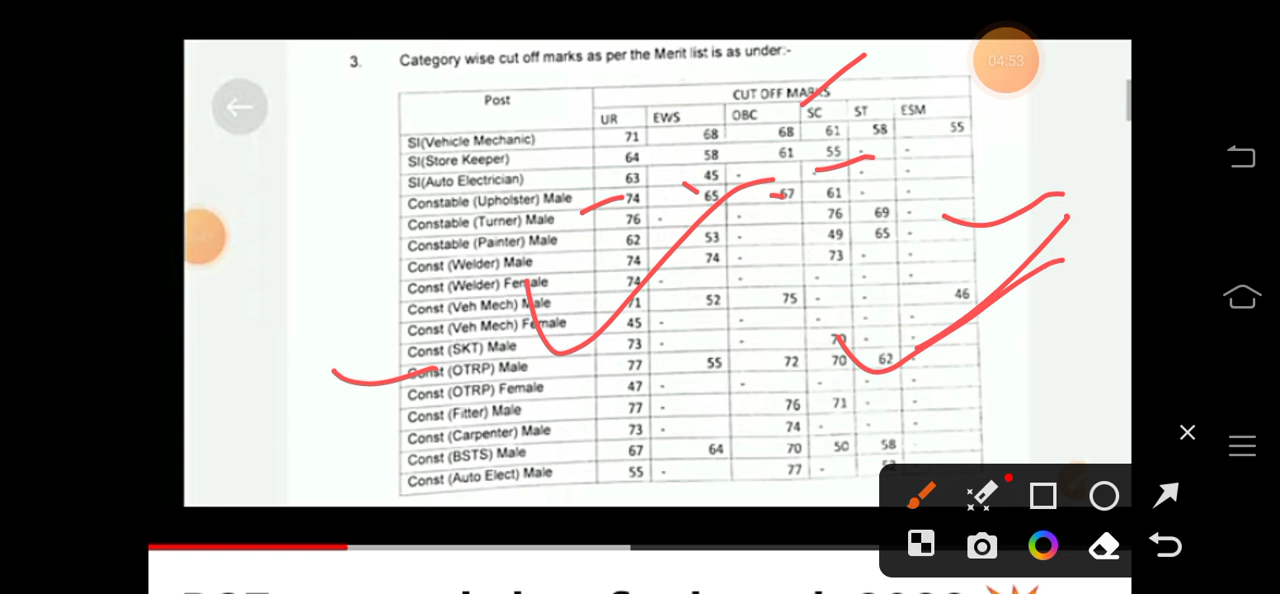 04:53
3. Category wise cut off marks as per the Merit list is as under:-
Post CUT OFF MARKS
UR EWS OBC SC ST ESM
SI(Vehicle Mechanic) 71 68 68 61 58 55
SI(Store Keeper) 64 58 61 55 - -
SI(Auto Electrician) 63 45 - - - -
Constable (Upholster) Male 74 65 67 61 - -
Constable (Turner) Male 76 - - 76 69 -
Constable (Painter) Male 62 53 - 49 65 -
Const (Welder) Male 74 74 - 73 - -
Const (Welder) Female 74 - - - - -
Const (Veh Mech) Male 71 52 75 - - 46
Const (Veh Mech) Female 45 - - - - -
Const (SKT) Male 73 - - - -
Const (OTRP) Male 77 55 72 70 62 -
Const (OTRP) Female 47 - - - - -
Const (Fitter) Male 77 - 76 71 - -
Const (Carpenter) Male 73 - 74 - - -
Const (BSTS) Male 67 64 70 50 58
Const (Auto Elect) Male 55 - 77 -